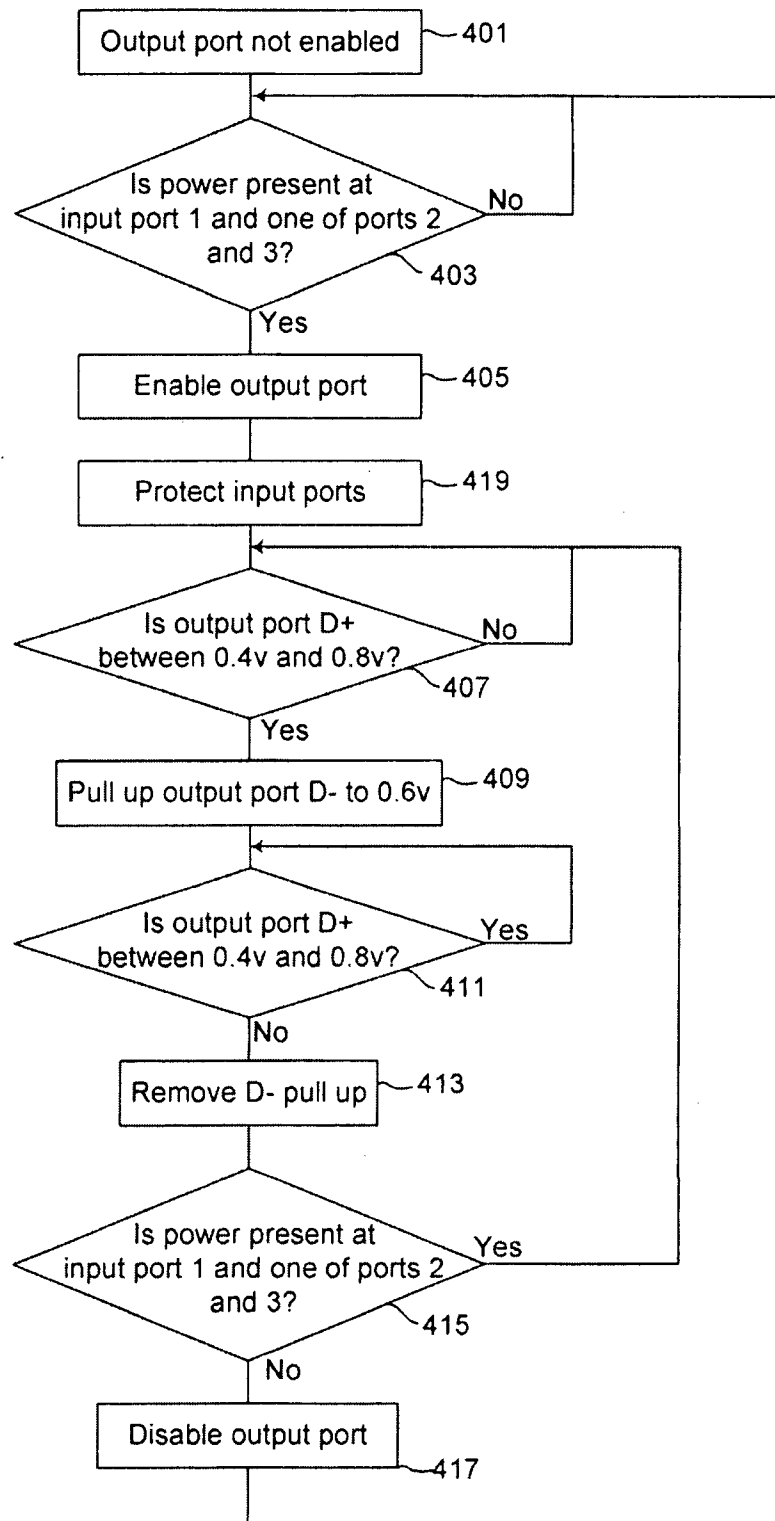 Output port not enabled
401
Is power present at
input port 1 and one of ports 2
and 3?
No
403
Yes
Enable output port
405
Protect input ports
419
Is output port D+
between 0.4v and 0.8v?
No
407
Yes
Pull up output port D- to 0.6v
409
Is output port D+
between 0.4v and 0.8v?
Yes
411
No
Remove D- pull up
413
Is power present at
input port 1 and one of ports 2
and 3?
Yes
415
No
Disable output port
417